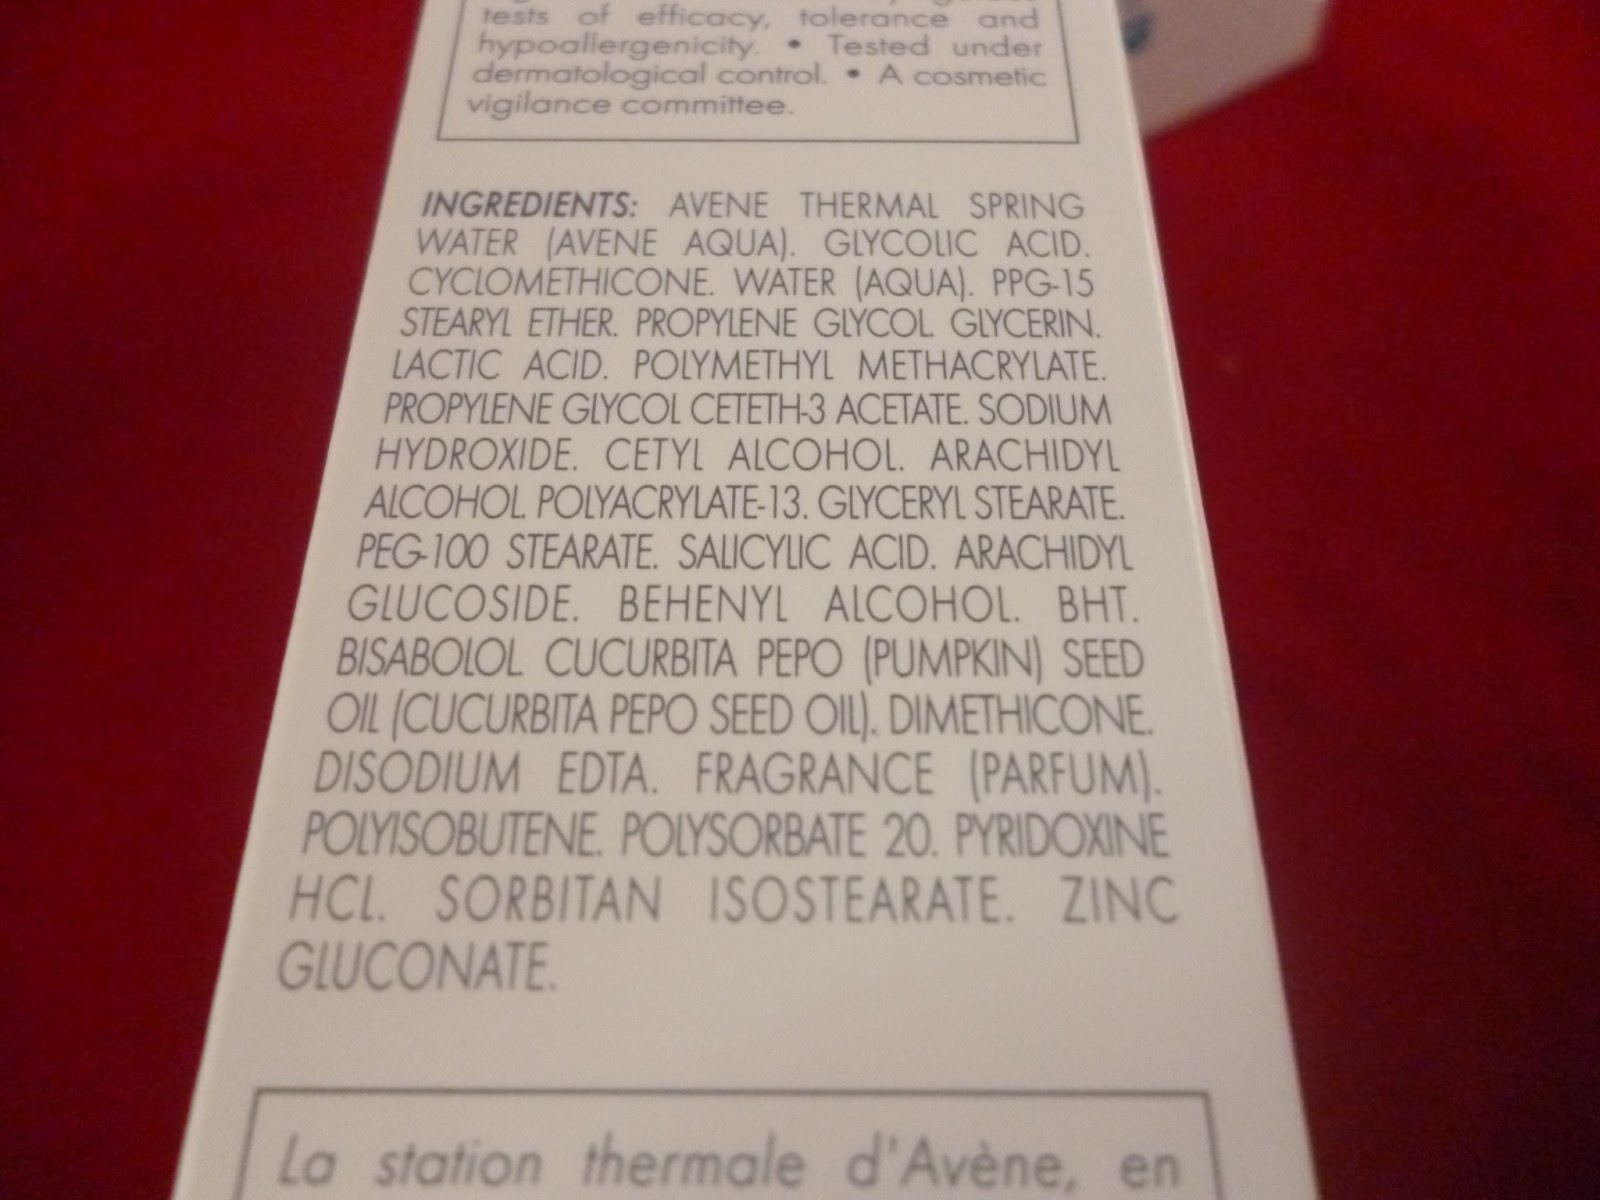 tests of efficacy, tolerance and
hypoallergenicity. • Tested under
dermatological control. • A cosmetic
vigilance committee.
INGREDIENTS: AVENE THERMAL SPRING
WATER (AVENE AQUA). GLYCOLIC ACID.
CYCLOMETHICONE. WATER (AQUA). PPG-15
STEARYL ETHER. PROPYLENE GLYCOL. GLYCERIN.
LACTIC ACID. POLYMETHYL METHACRYLATE.
PROPYLENE GLYCOL CETETH-3 ACETATE. SODIUM
HYDROXIDE. CETYL ALCOHOL. ARACHIDYL
ALCOHOL. POLYACRYLATE-13. GLYCERYL STEARATE.
PEG-100 STEARATE. SALICYLIC ACID. ARACHIDYL
GLUCOSIDE. BEHENYL ALCOHOL. BHT.
BISABOLOL. CUCURBITA PEPO (PUMPKIN) SEED
OIL (CUCURBITA PEPO SEED OIL). DIMETHICONE.
DISODIUM EDTA. FRAGRANCE (PARFUM).
POLYISOBUTENE. POLYSORBATE 20. PYRIDOXINE
HCL. SORBITAN ISOSTEARATE. ZINC
GLUCONATE.
La station thermale d'Avène, en